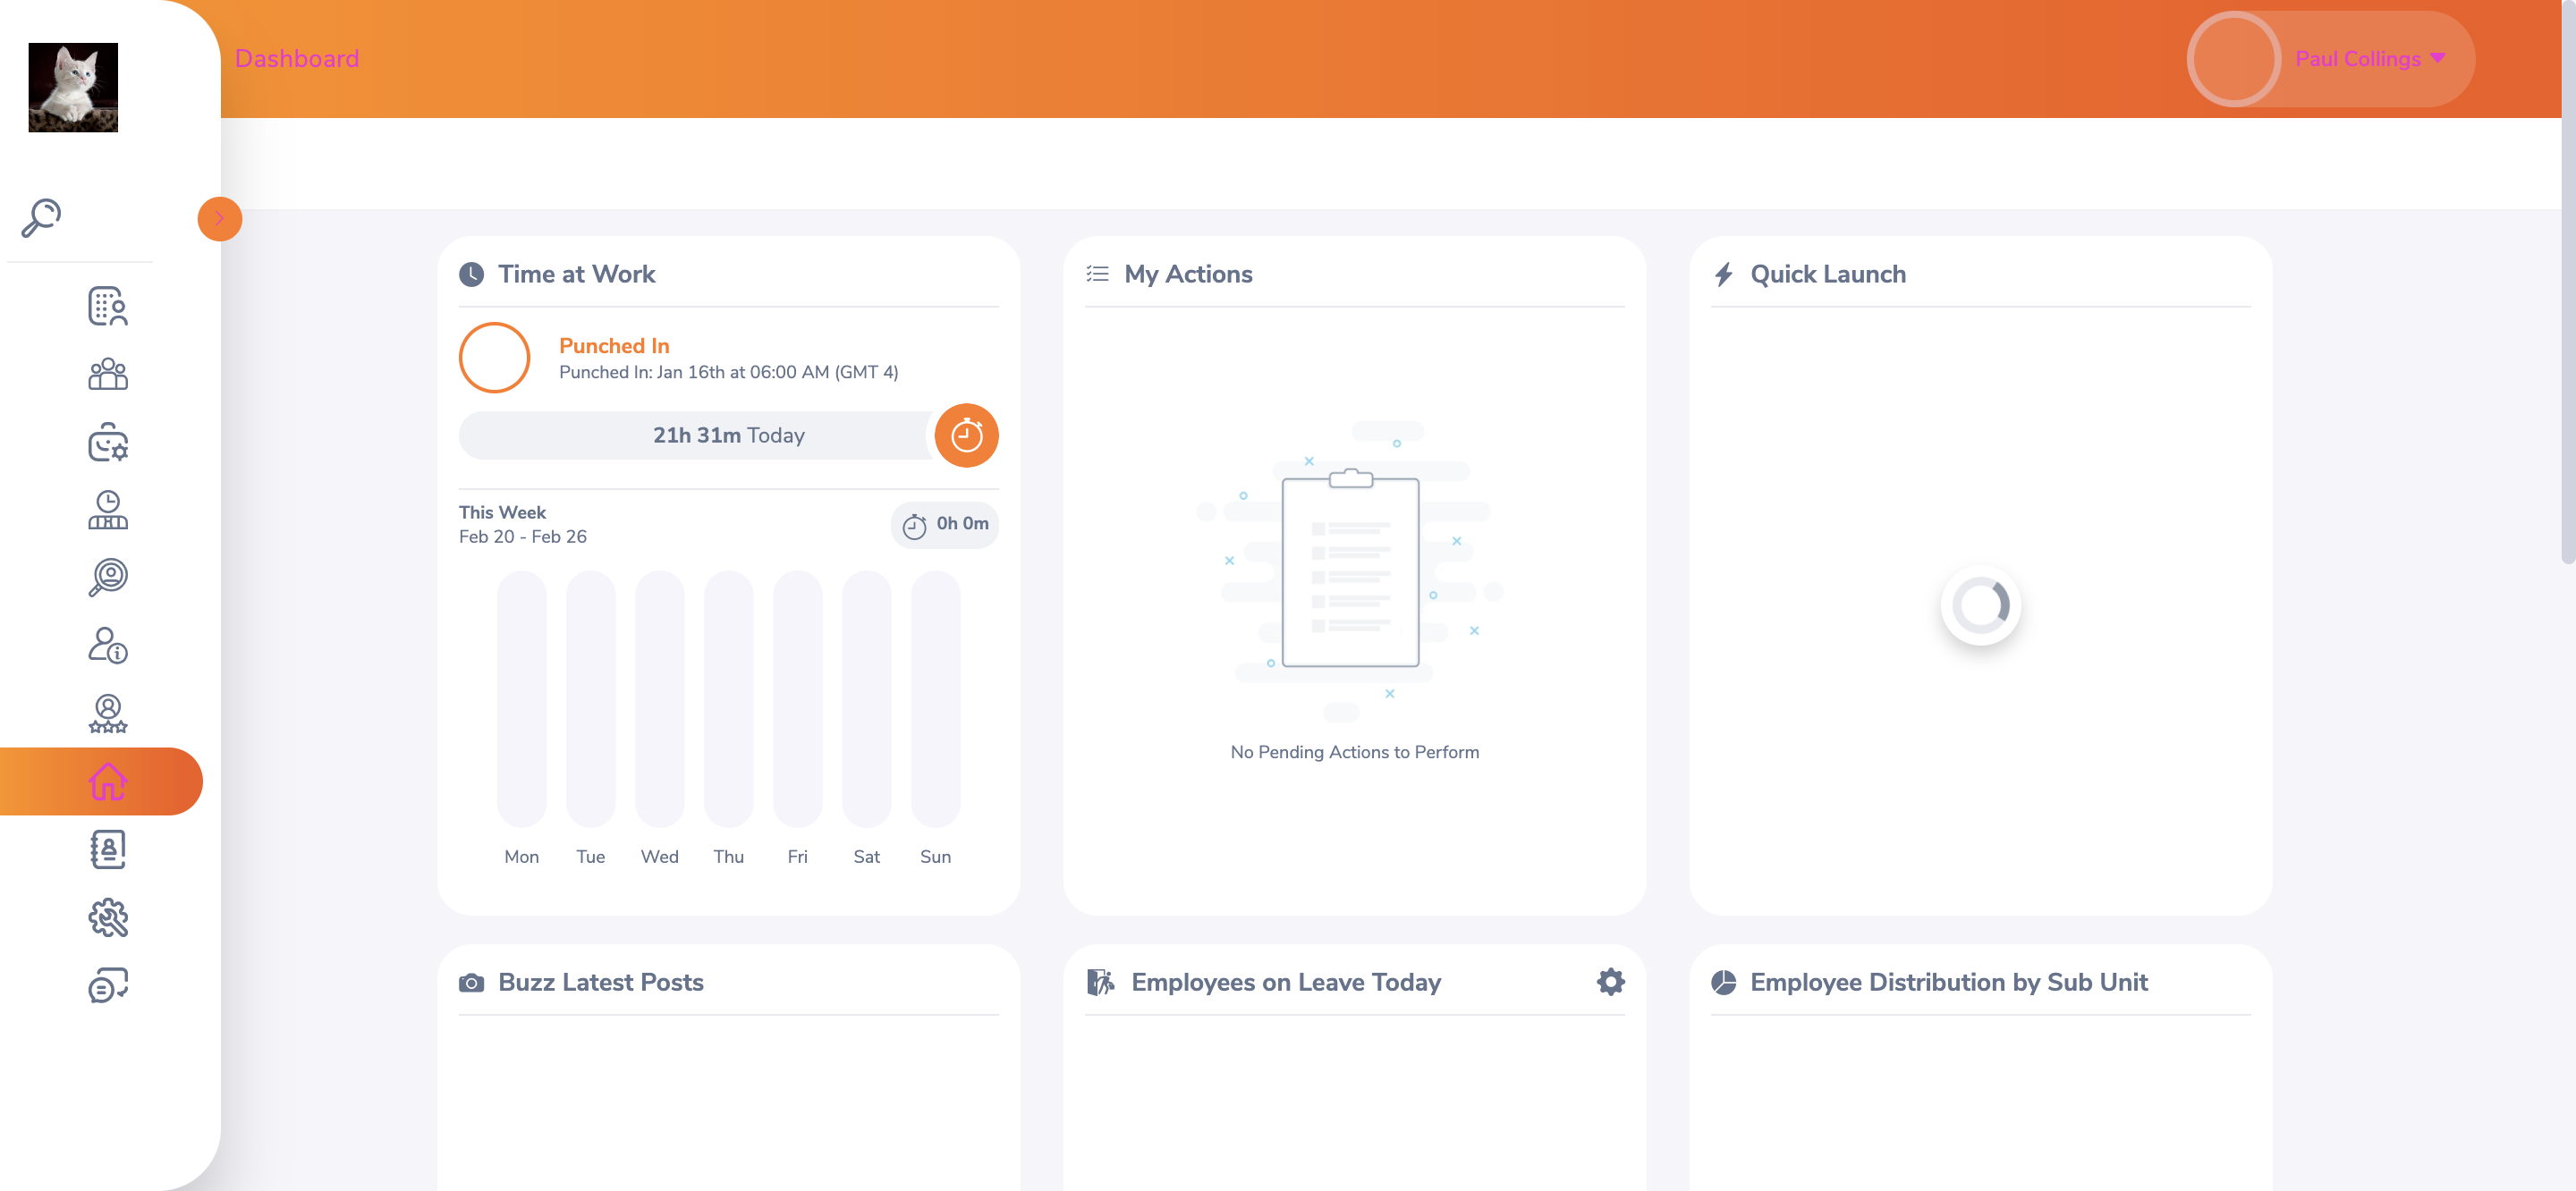 Dashboard
Paul Collings
Time at Work
Punched In
Punched In: Jan 16th at 06:00 AM (GMT 4)
21h 31m Today
This Week
Feb 20 - Feb 26
0h 0m
Mon Tue Wed Thu Fri Sat Sun
My Actions
No Pending Actions to Perform
Quick Launch
Buzz Latest Posts
Employees on Leave Today
Employee Distribution by Sub Unit